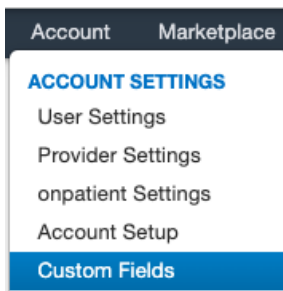 Account Marketplace
ACCOUNT SETTINGS
User Settings
Provider Settings
onpatient Settings
Account Setup
Custom Fields